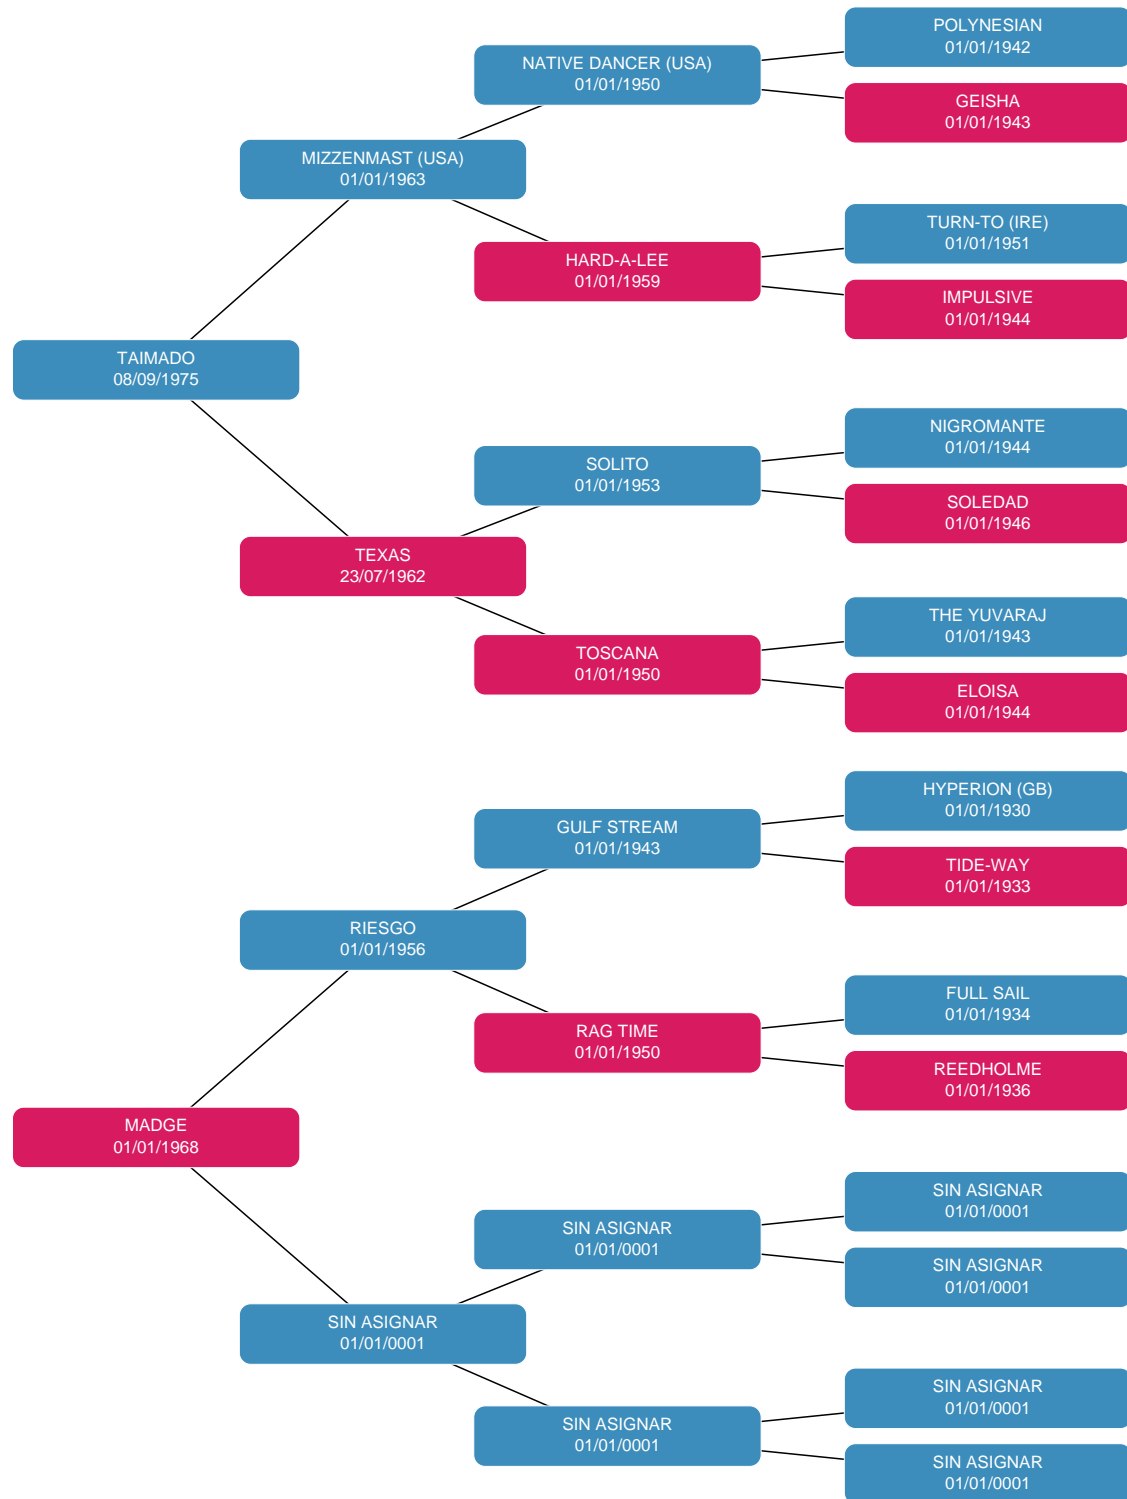 POLYNESIAN
01/01/1942
NATIVE DANCER (USA)
01/01/1950
GEISHA
01/01/1943
MIZZENMAST (USA)
01/01/1963
TURN-TO (IRE)
01/01/1951
HARD-A-LEE
01/01/1959
IMPULSIVE
01/01/1944
TAIMADO
08/09/1975
NIGROMANTE
01/01/1944
SOLITO
01/01/1953
SOLEDAD
01/01/1946
TEXAS
23/07/1962
THE YUVARAJ
01/01/1943
TOSCANA
01/01/1950
ELOISA
01/01/1944
HYPERION (GB)
01/01/1930
GULF STREAM
01/01/1943
TIDE-WAY
01/01/1933
RIESGO
01/01/1956
FULL SAIL
01/01/1934
RAG TIME
01/01/1950
REEDHOLME
01/01/1936
MADGE
01/01/1968
SIN ASIGNAR
01/01/0001
SIN ASIGNAR
01/01/0001
SIN ASIGNAR
01/01/0001
SIN ASIGNAR
01/01/0001
SIN ASIGNAR
01/01/0001
SIN ASIGNAR
01/01/0001
SIN ASIGNAR
01/01/0001